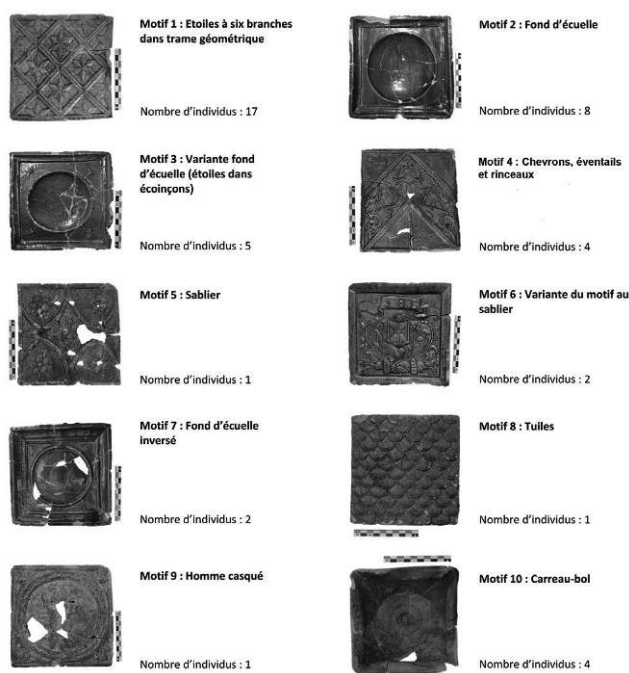 Motif 1 : Etoiles à six branches
dans trame géométrique
Nombre d'individus : 17
Motif 2 : Fond d'écuelle
Nombre d'individus : 8
Motif 3 : Variante fond
d'écuelle (étoiles dans
écoinçons)
Nombre d'individus : 5
Motif 4 : Chevrons, éventails
et rinceaux
Nombre d'individus : 4
Motif 5 : Sablier
Nombre d'individus : 1
Motif 6 : Variante du motif au
sablier
Nombre d'individus : 2
Motif 7 : Fond d'écuelle
inversé
Nombre d'individus : 2
Motif 8 : Tuiles
Nombre d'individus : 1
Motif 9 : Homme casqué
Nombre d'individus : 1
Motif 10 : Carreau-bol
Nombre d'individus : 4